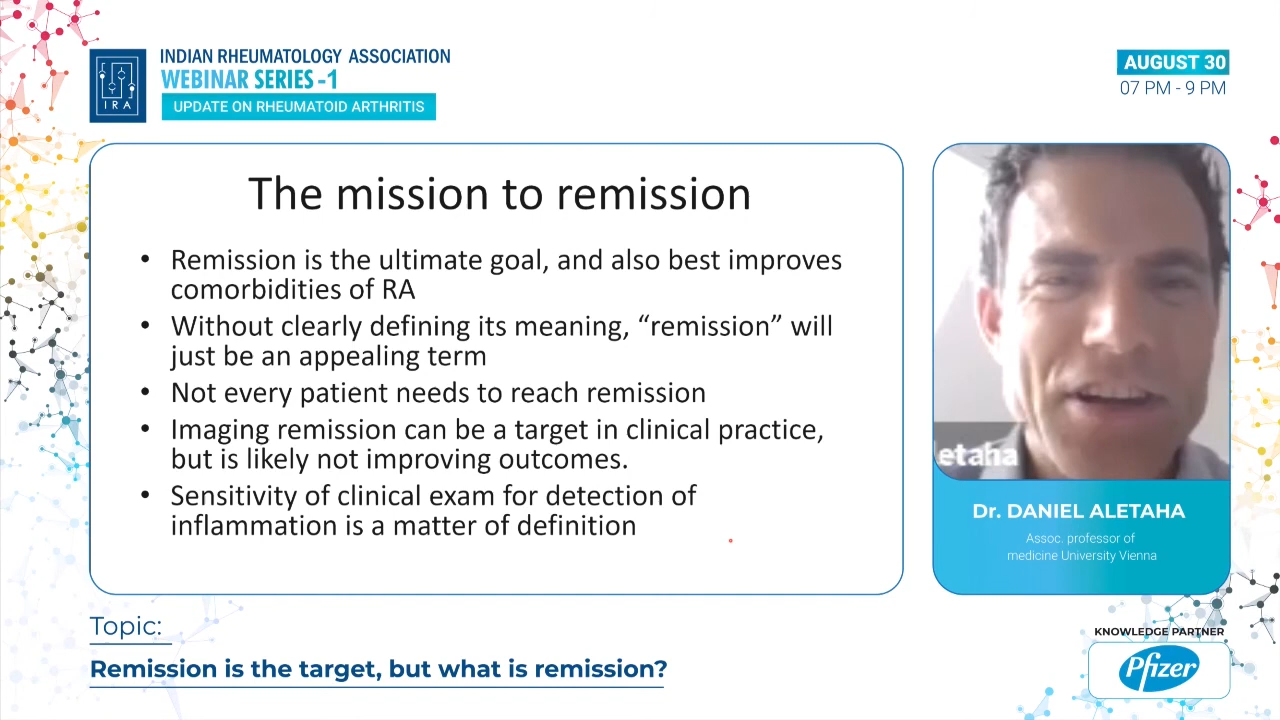 INDIAN RHEUMATOLOGY ASSOCIATION
WEBINAR SERIES -1
UPDATE ON RHEUMATOID ARTHRITIS
IRA
AUGUST 30
07 PM - 9 PM
The mission to remission
• Remission is the ultimate goal, and also best improves
comorbidities of RA
• Without clearly defining its meaning, “remission” will
just be an appealing term
• Not every patient needs to reach remission
• Imaging remission can be a target in clinical practice,
but is likely not improving outcomes.
• Sensitivity of clinical exam for detection of
inflammation is a matter of definition
etaha
Dr. DANIEL ALETAHA
Assoc. professor of
medicine University Vienna
Topic:
Remission is the target, but what is remission?
KNOWLEDGE PARTNER
Pfizer